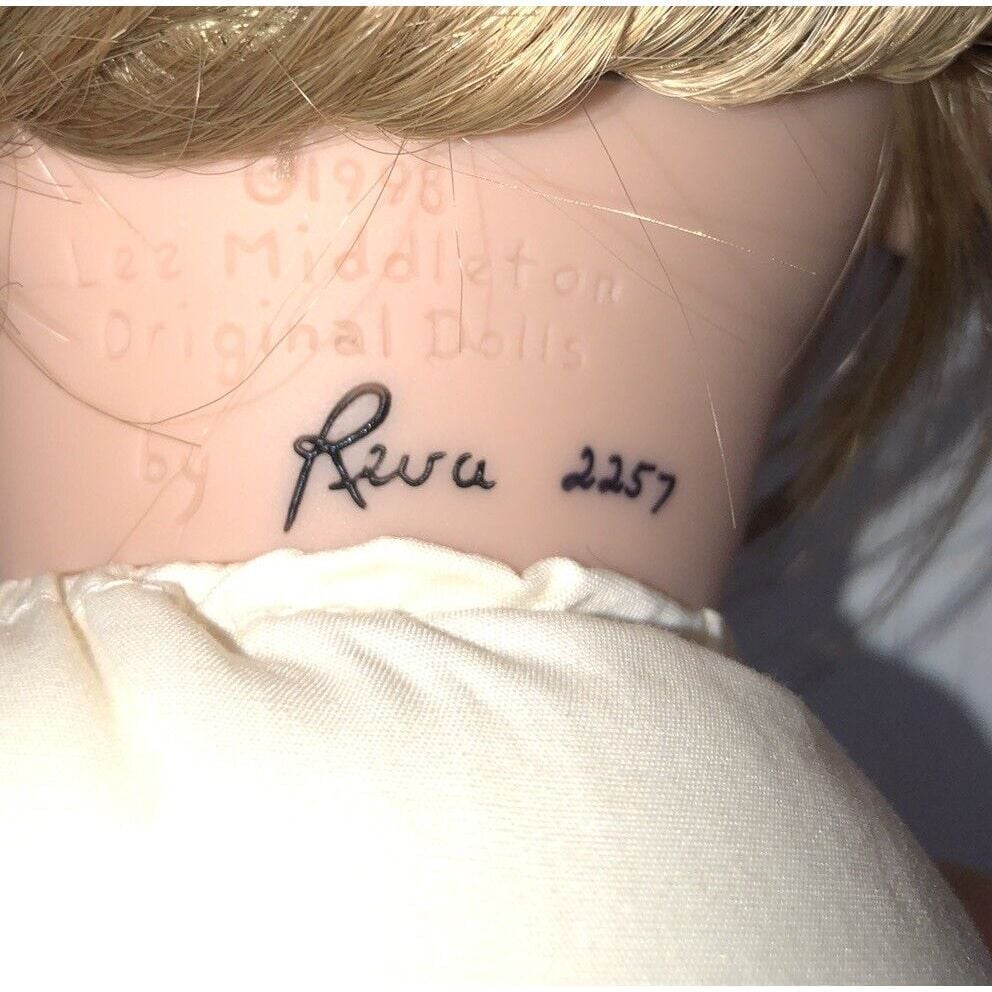 ©1998
Lee Middleton
Original Dolls
by Reva 2257